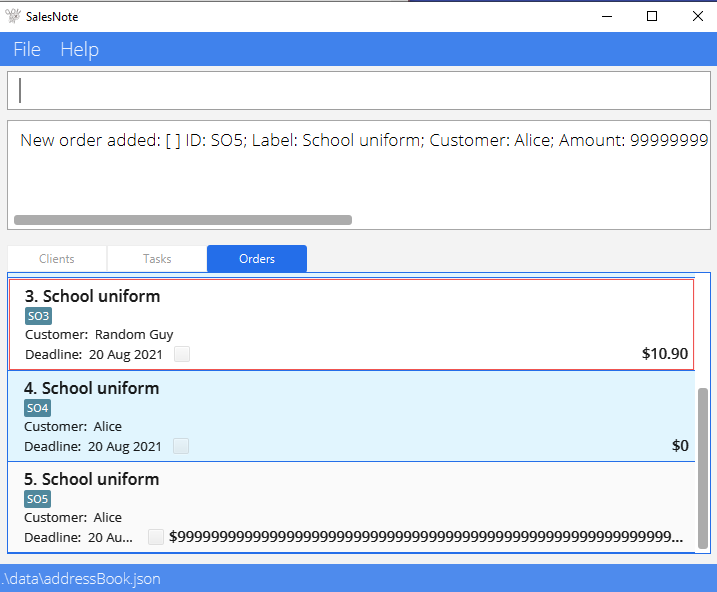 SalesNote
File Help
New order added: [ ] ID: SO5; Label: School uniform; Customer: Alice; Amount: 99999999
Clients Tasks Orders
3. School uniform
SO3
Customer: Random Guy
Deadline: 20 Aug 2021
$10.90
4. School uniform
SO4
Customer: Alice
Deadline: 20 Aug 2021
$0
5. School uniform
SO5
Customer: Alice
Deadline: 20 Au... $99999999999999999999999999999999999999999999999999999999999...
.\data\addressBook.json